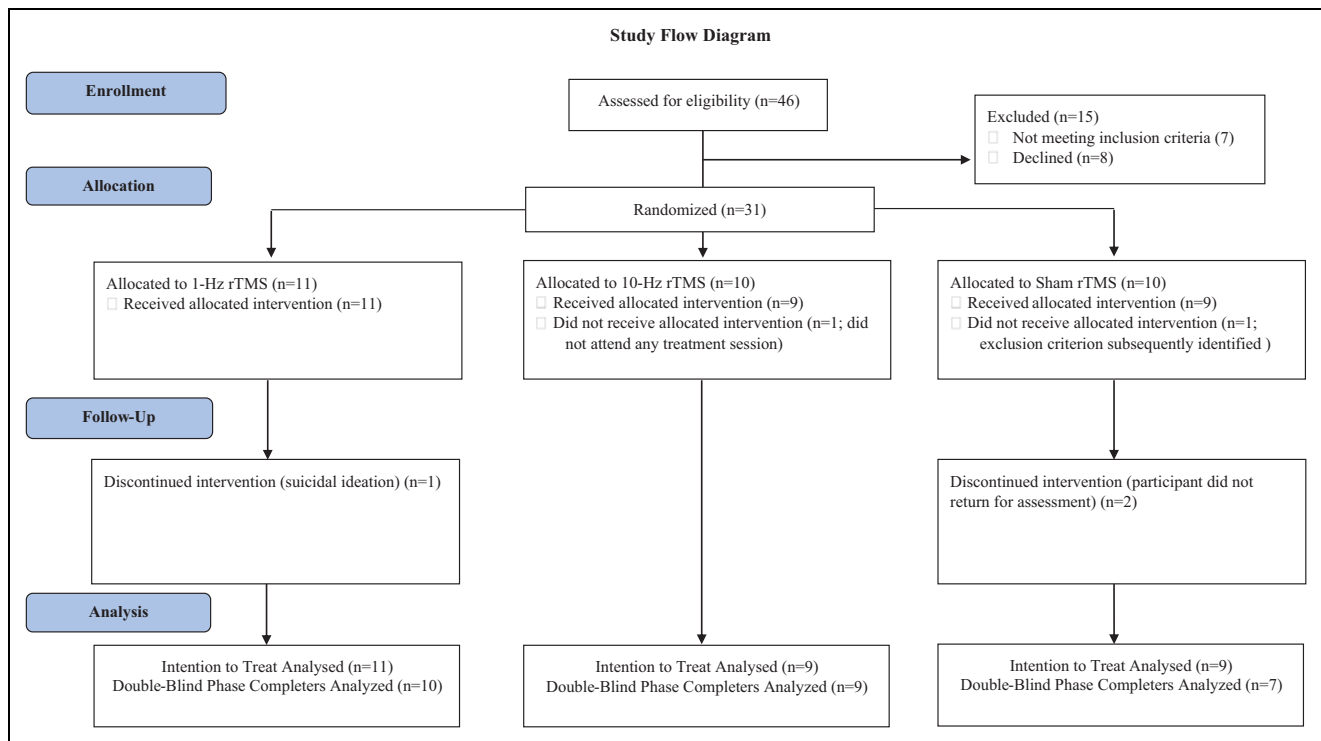 Study Flow Diagram
Enrollment
Assessed for eligibility (n=46)
Excluded (n=15)
Not meeting inclusion criteria (7)
Declined (n=8)
Allocation
Randomized (n=31)
Allocated to 1-Hz rTMS (n=11)
Received allocated intervention (n=11)
Allocated to 10-Hz rTMS (n=10)
Received allocated intervention (n=9)
Did not receive allocated intervention (n=1; did
not attend any treatment session)
Allocated to Sham rTMS (n=10)
Received allocated intervention (n=9)
Did not receive allocated intervention (n=1;
exclusion criterion subsequently identified )
Follow-Up
Discontinued intervention (suicidal ideation) (n=1)
Discontinued intervention (participant did not
return for assessment) (n=2)
Analysis
Intention to Treat Analysed (n=11)
Double-Blind Phase Completers Analyzed (n=10)
Intention to Treat Analysed (n=9)
Double-Blind Phase Completers Analyzed (n=9)
Intention to Treat Analysed (n=9)
Double-Blind Phase Completers Analyzed (n=7)